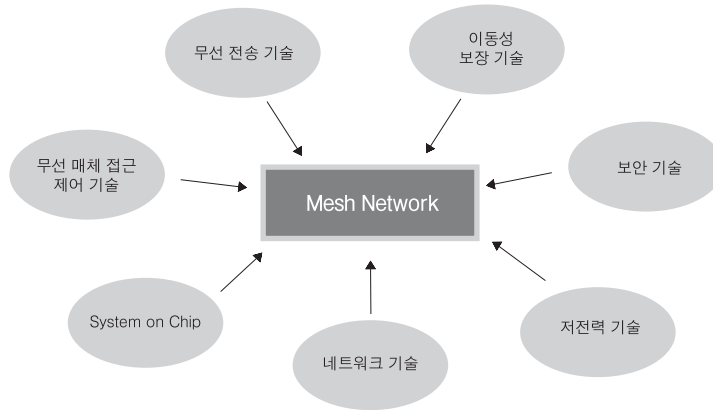 무선 전송 기술
이동성
보장 기술
무선 매체 접근
제어 기술
보안 기술
Mesh Network
System on Chip
저전력 기술
네트워크 기술